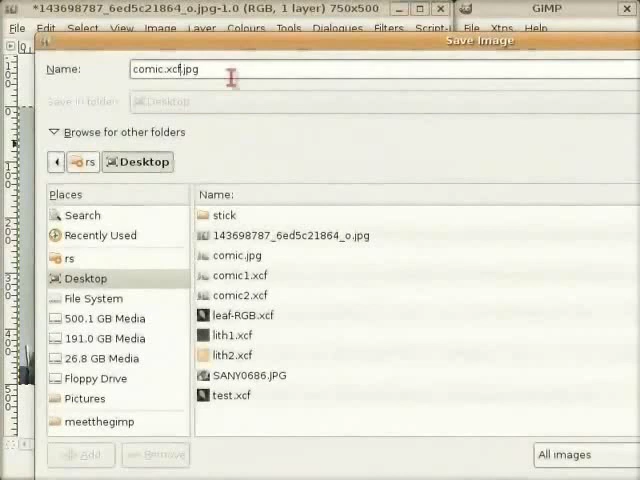 *143698787_6ed5c21864_o.jpg-1.0 (RGB, 1 layer) 750x500
GIMP
File Edit Select View Image Layer Colours Tools Dialogues Filters Script-
File Xtns Help
Save Image
Name: comic.xcf.jpg
Save in folder: Desktop
Browse for other folders
rs Desktop
Places
Name:
Search
stick
Recently Used
143698787_6ed5c21864_o.jpg
rs
comic.jpg
Desktop
comic1.xcf
File System
comic2.xcf
500.1 GB Media
leaf-RGB.xcf
191.0 GB Media
lith1.xcf
26.8 GB Media
lith2.xcf
Floppy Drive
SANY0686.JPG
Pictures
test.xcf
meetthegimp
Add Remove
All images